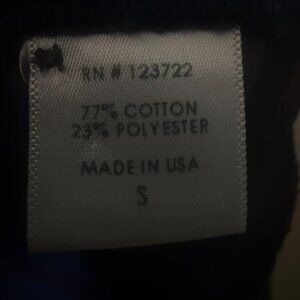 RN # 123722
77% COTTON
23% POLYESTER
MADE IN USA
S